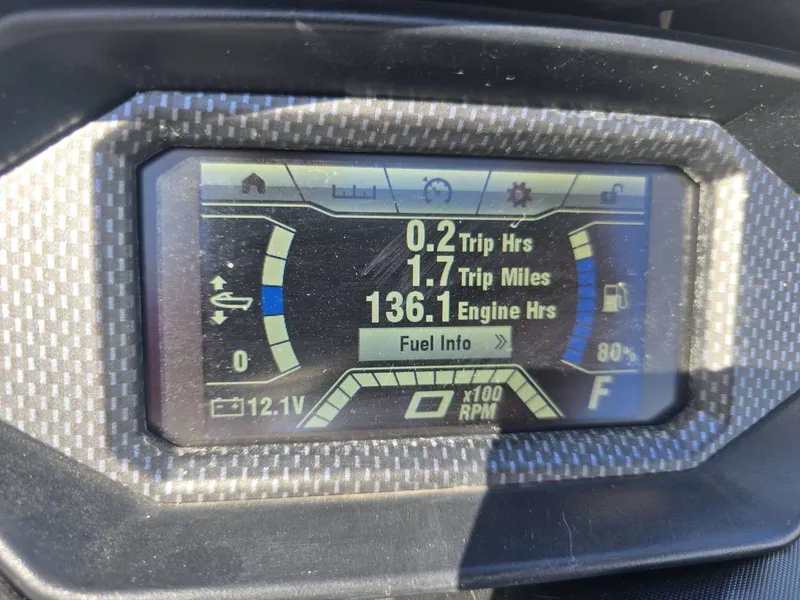 0.2 Trip Hrs
1.7 Trip Miles
136.1 Engine Hrs
Fuel Info
0
80%
12.1V
0 x100 RPM
F